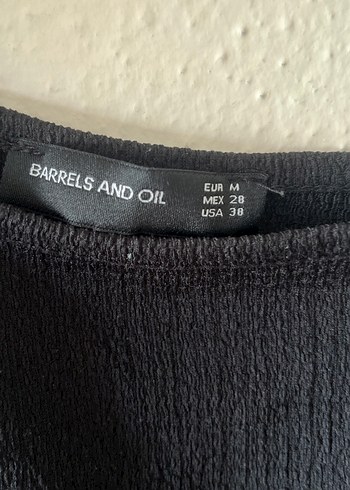 BARRELS AND OIL
EUR M
MEX 28
USA 38